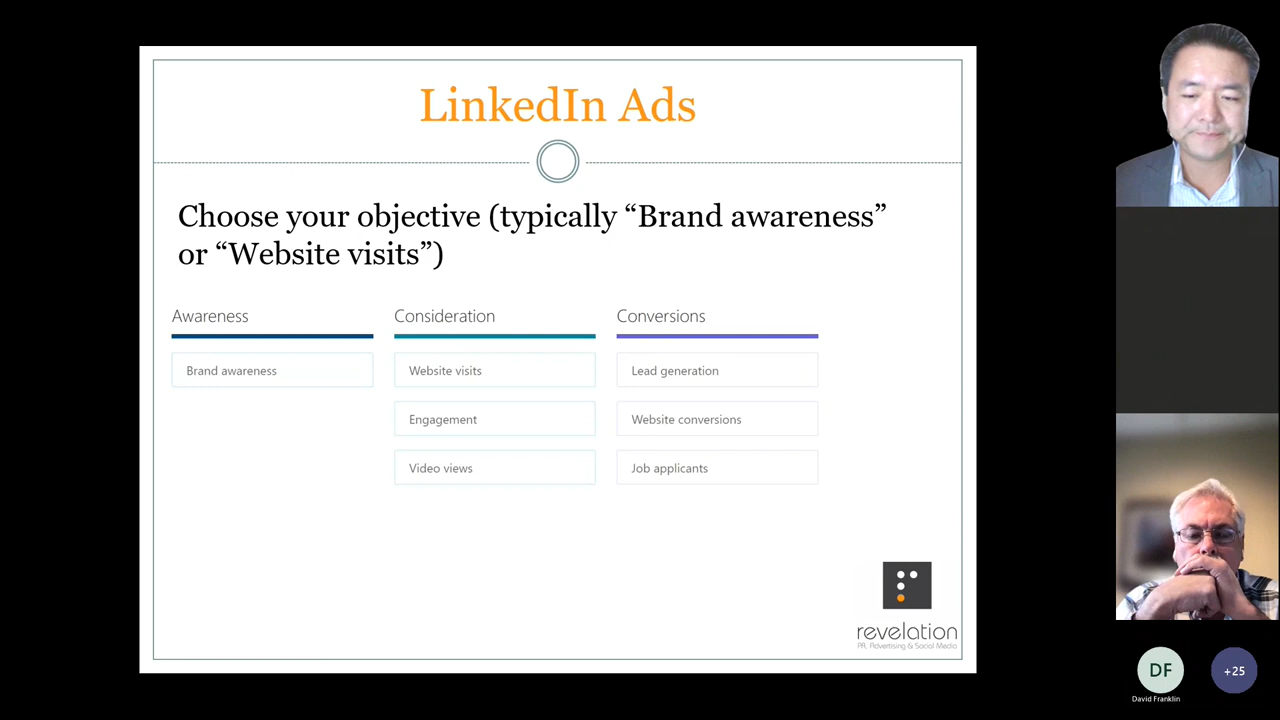 LinkedIn Ads
Choose your objective (typically “Brand awareness”
or “Website visits”)
Awareness
Consideration
Conversions
Brand awareness
Website visits
Lead generation
Engagement
Website conversions
Video views
Job applicants
revelation
PR, Advertising & Social Media
DF
David Franklin
+25